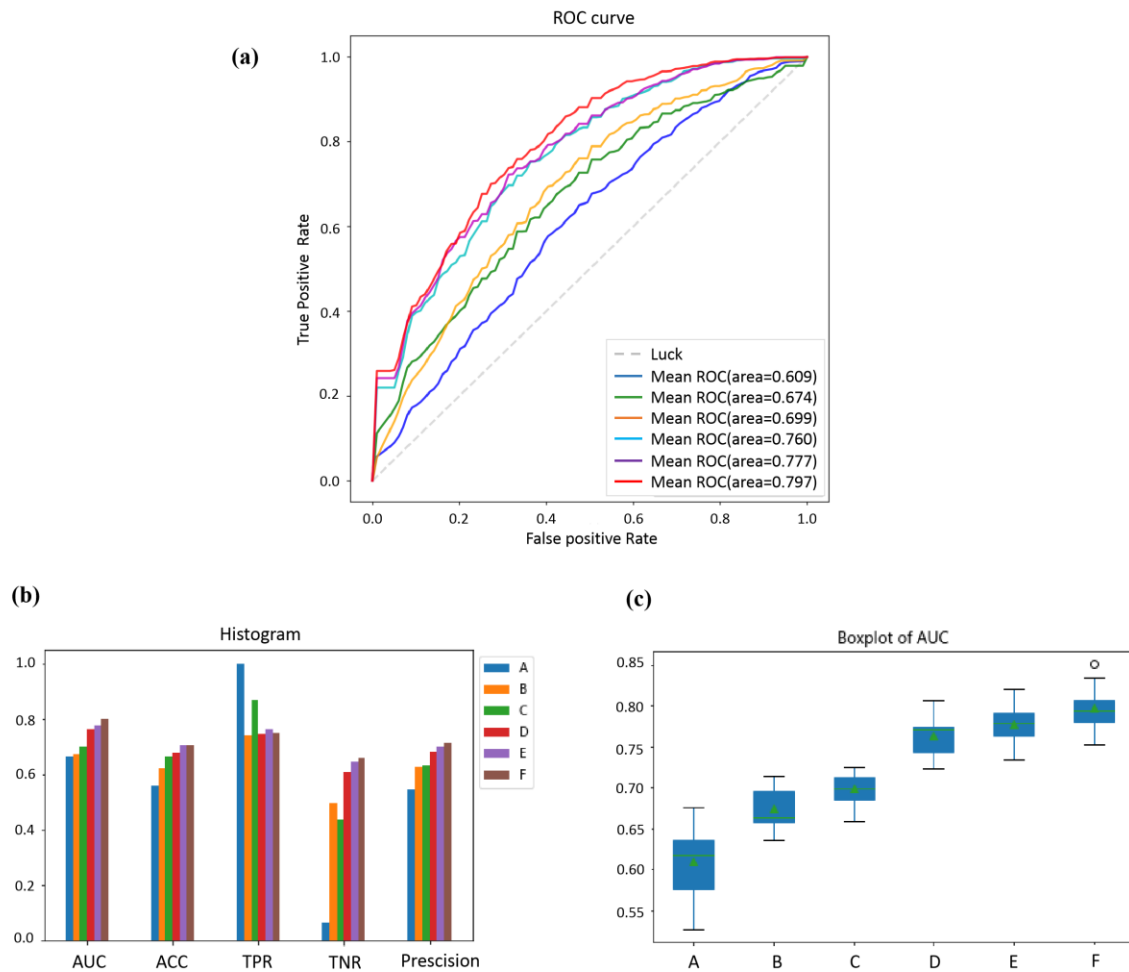 (a)
ROC curve
1.0
0.8
0.6
0.4
0.2
0.0
True Positive Rate
0.0 0.2 0.4 0.6 0.8 1.0
False positive Rate
Luck
Mean ROC(area=0.609)
Mean ROC(area=0.674)
Mean ROC(area=0.699)
Mean ROC(area=0.760)
Mean ROC(area=0.777)
Mean ROC(area=0.797)
(b)
Histogram
1.0
0.8
0.6
0.4
0.2
0.0
AUC ACC TPR TNR Prescision
A
B
C
D
E
F
(c)
Boxplot of AUC
0.85
0.80
0.75
0.70
0.65
0.60
0.55
A B C D E F